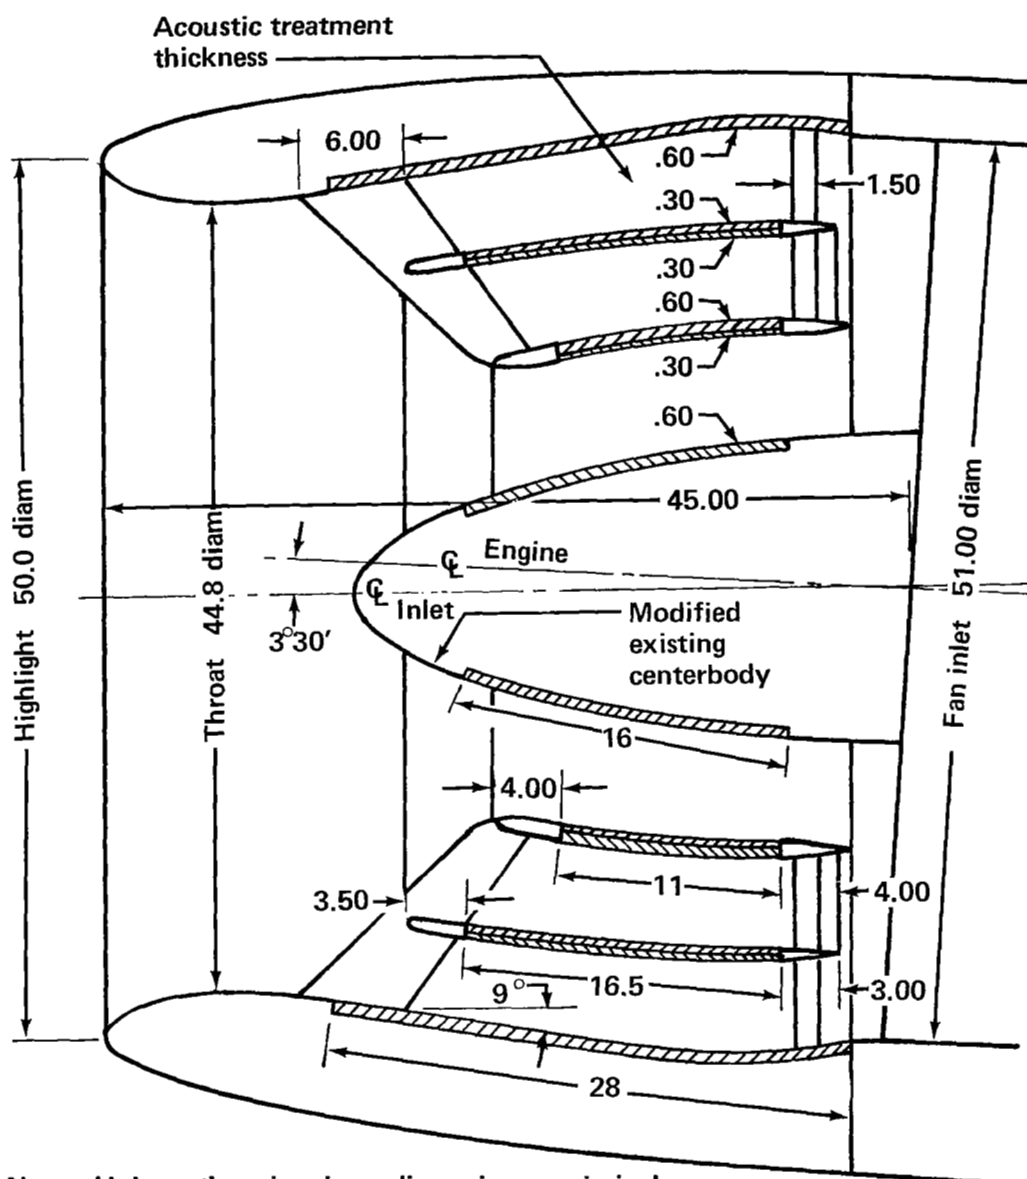 Acoustic treatment
thickness
6.00
.60
1.50
.30
.30
.60
.30
.60
45.00
Highlight 50.0 diam
Throat 44.8 diam
Fan inlet 51.00 diam
℄ Engine
℄ Inlet
3°30′
Modified
existing
centerbody
16
4.00
11
4.00
3.50
16.5
3.00
9°
28